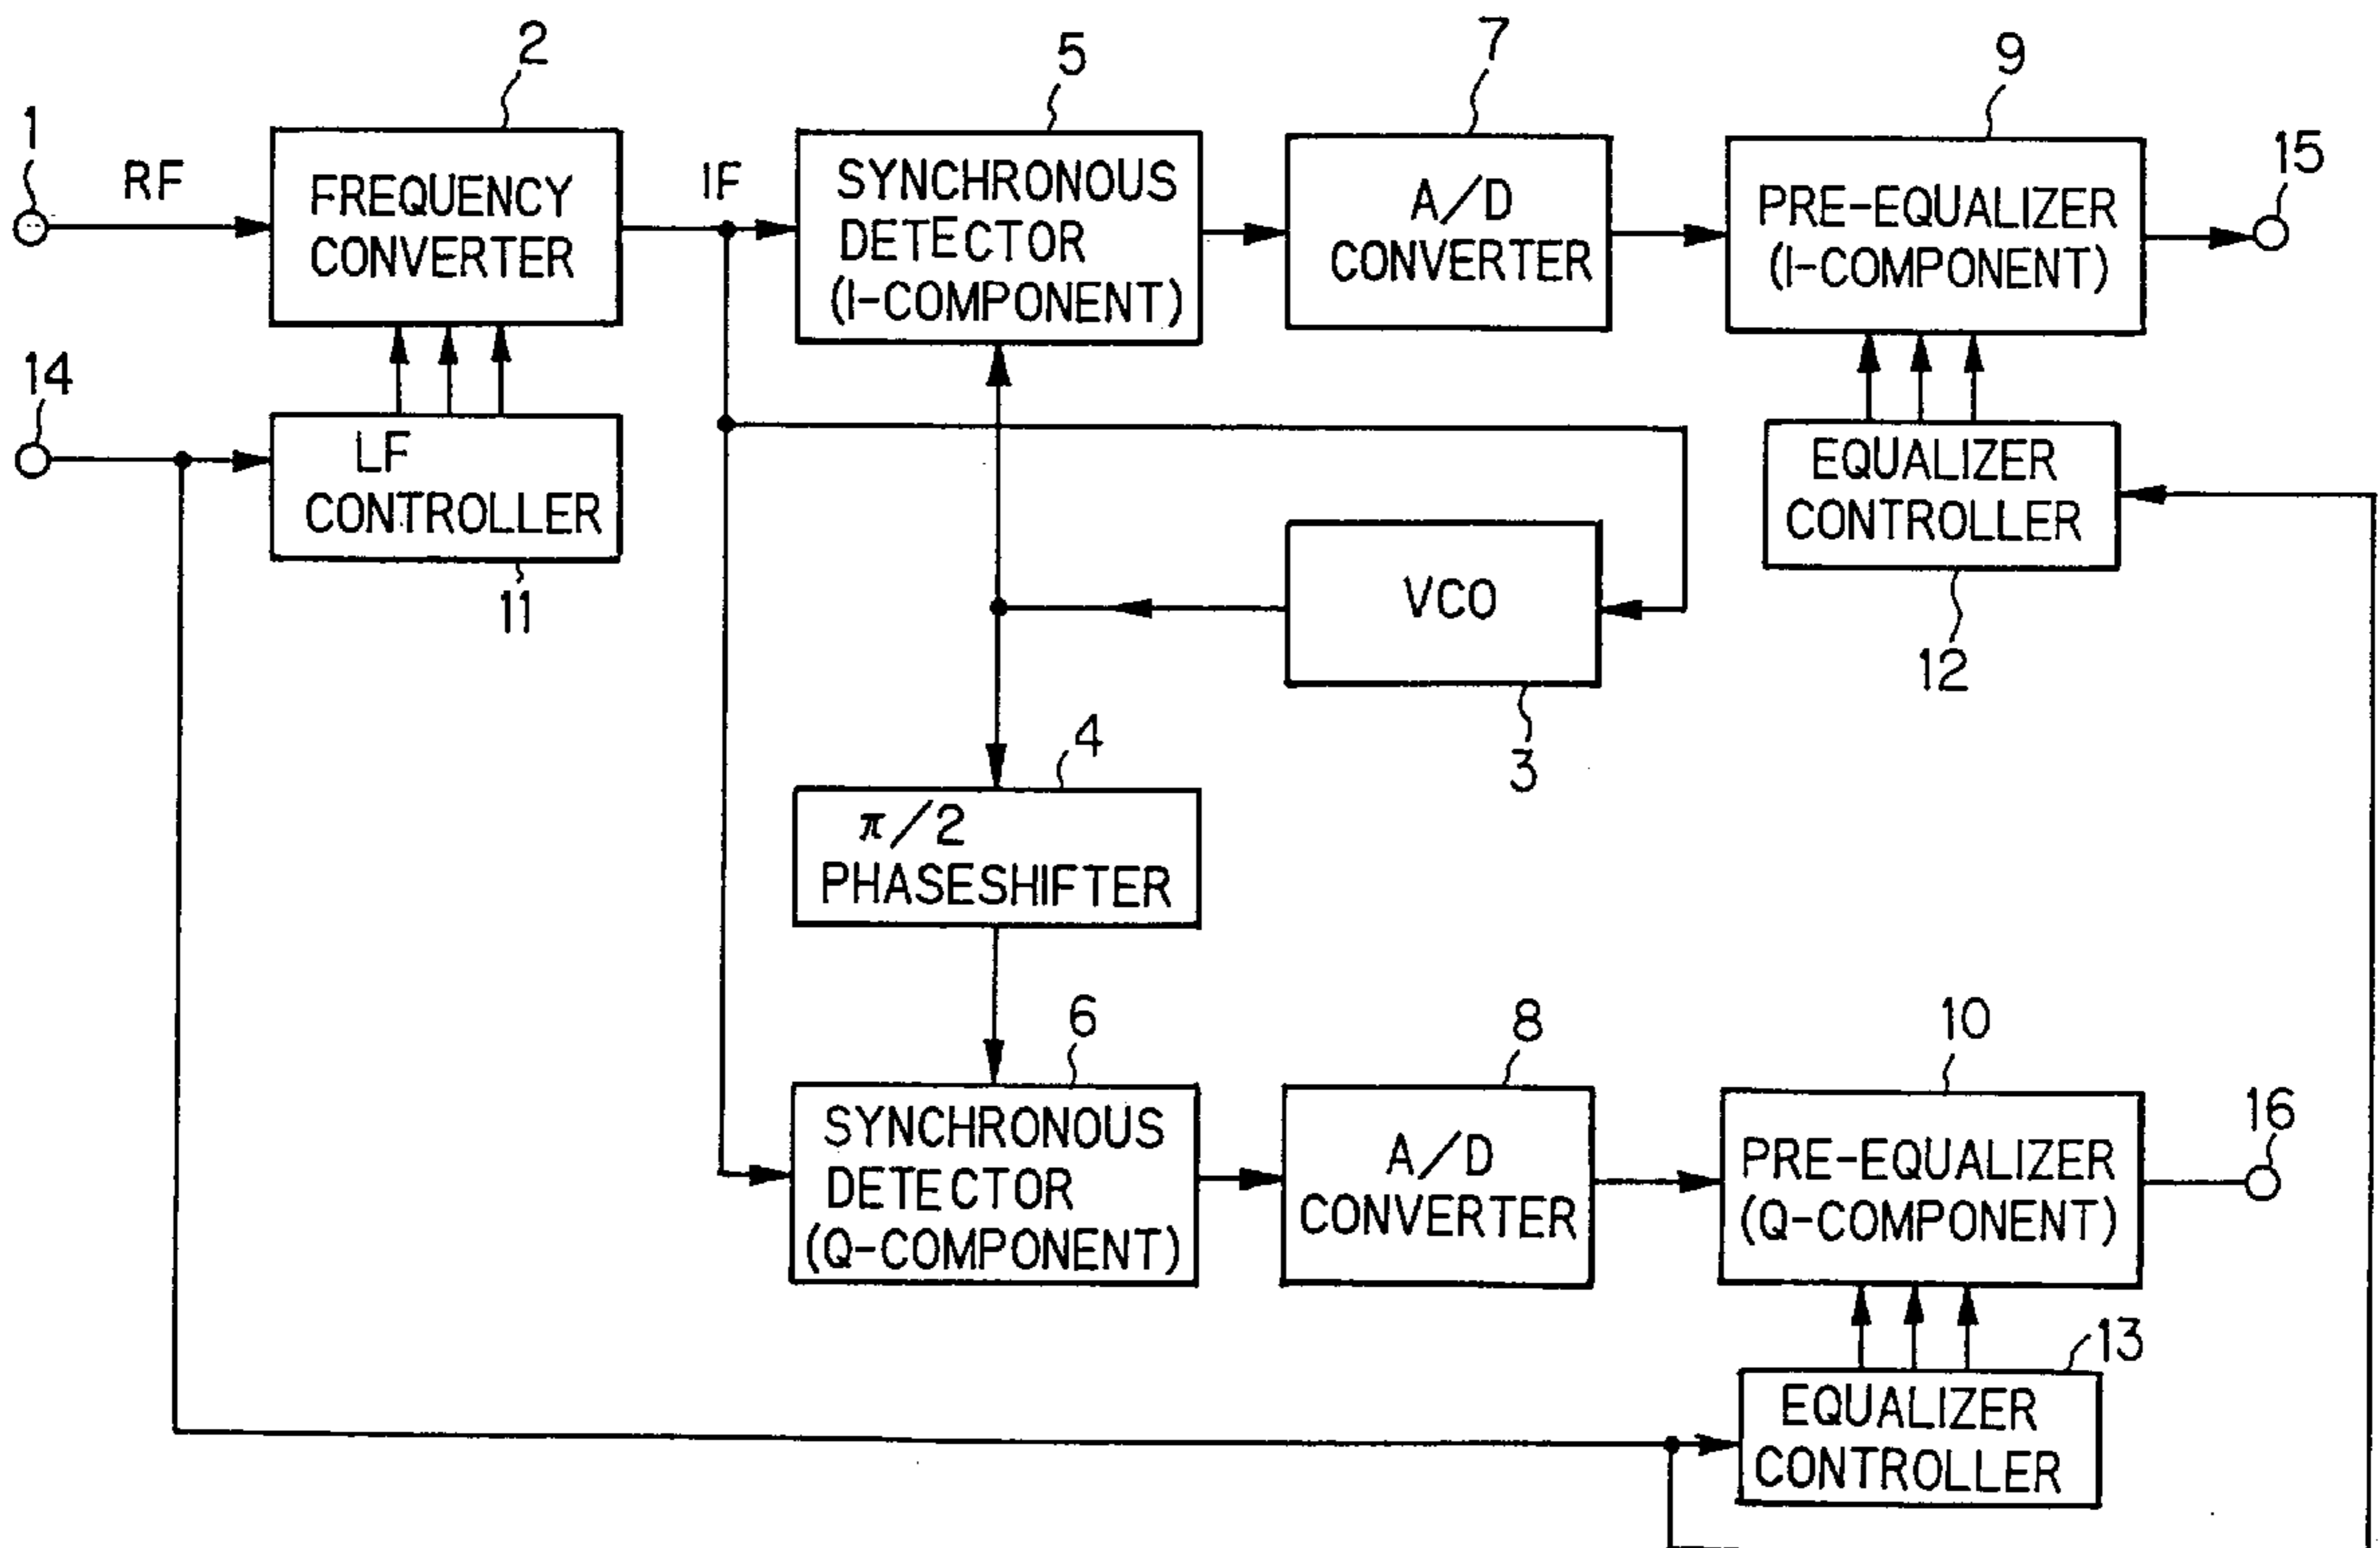 2
5
7
9
1
RF
FREQUENCY
CONVERTER
IF
SYNCHRONOUS
DETECTOR
(I-COMPONENT)
A/D
CONVERTER
PRE-EQUALIZER
(I-COMPONENT)
15
14
LF
CONTROLLER
11
EQUALIZER
CONTROLLER
12
VCO
3
4
π/2
PHASESHIFTER
6
8
10
SYNCHRONOUS
DETECTOR
(Q-COMPONENT)
A/D
CONVERTER
PRE-EQUALIZER
(Q-COMPONENT)
16
13
EQUALIZER
CONTROLLER